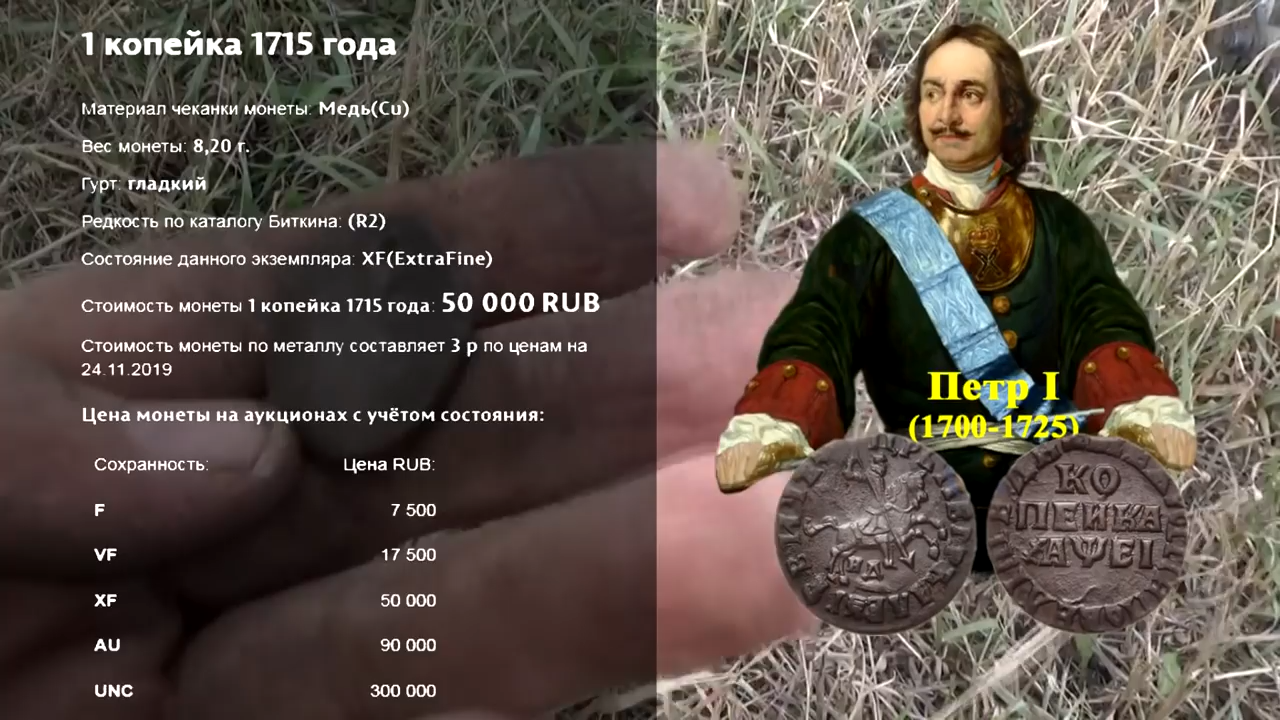 1 копейка 1715 года
Материал чеканки монеты: Медь(Cu)
Вес монеты: 8,20 г.
Гурт: гладкий
Редкость по каталогу Биткина: (R2)
Состояние данного экземпляра: XF(ExtraFine)
Стоимость монеты 1 копейка 1715 года: 50 000 RUB
Стоимость монеты по металлу составляет 3 р по ценам на
24.11.2019
Цена монеты на аукционах с учётом состояния:
Сохранность: Цена RUB:
F 7 500
VF 17 500
XF 50 000
AU 90 000
UNC 300 000
Петр I
(1700-1725)
НД
КО
ПЕИКА
҂АѰЕІ